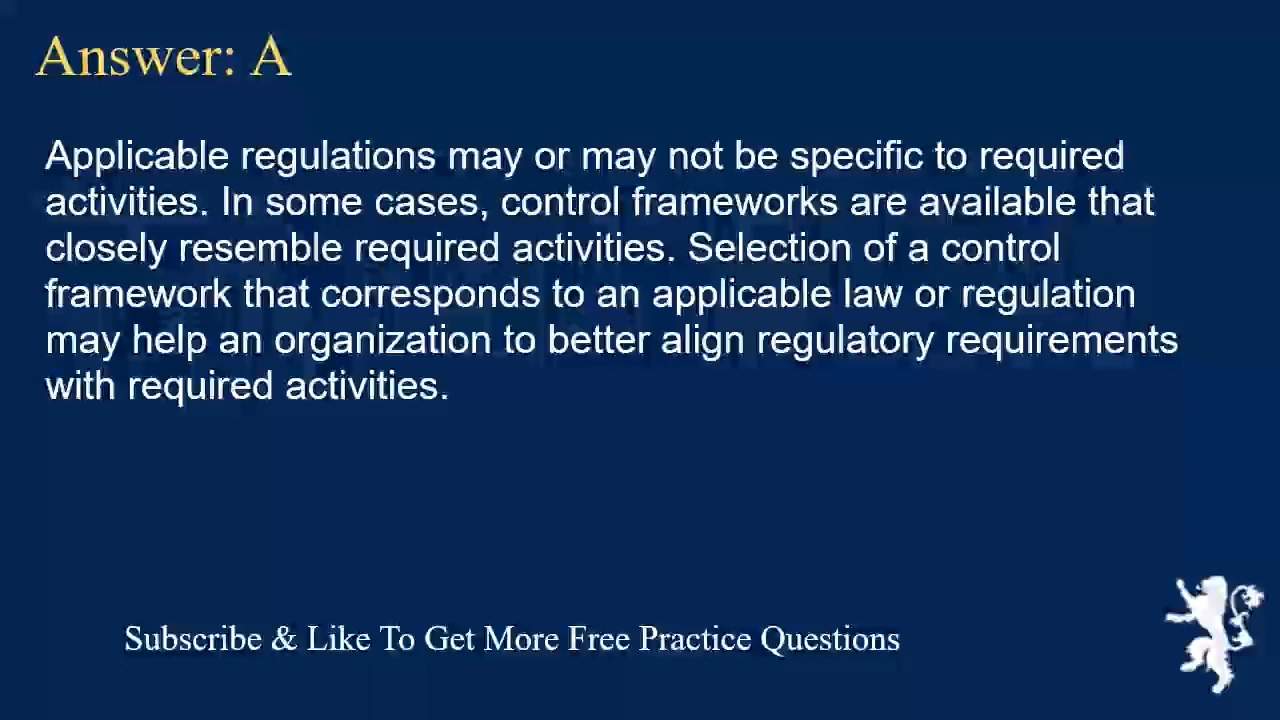 Answer: A
Applicable regulations may or may not be specific to required
activities. In some cases, control frameworks are available that
closely resemble required activities. Selection of a control
framework that corresponds to an applicable law or regulation
may help an organization to better align regulatory requirements
with required activities.
Subscribe & Like To Get More Free Practice Questions